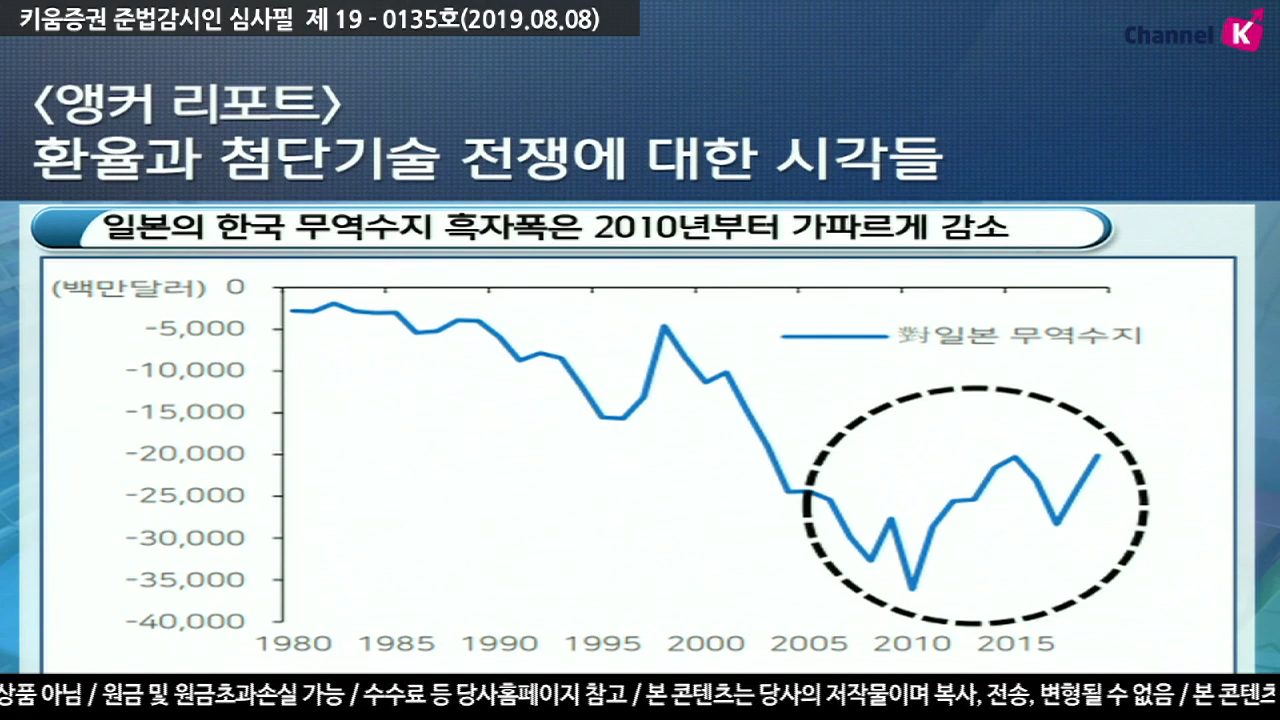 키움증권 준법감시인 심사필 제 19 - 0135호(2019.08.08)
Channel K
<앵커 리포트>
환율과 첨단기술 전쟁에 대한 시각들
일본의 한국 무역수지 흑자폭은 2010년부터 가파르게 감소
(백만달러) 0
對일본 무역수지
-5,000
-10,000
-15,000
-20,000
-25,000
-30,000
-35,000
-40,000
1980 1985 1990 1995 2000 2005 2010 2015
상품 아님 / 원금 및 원금초과손실 가능 / 수수료 등 당사홈페이지 참고 / 본 콘텐츠는 당사의 저작물이며 복사, 전송, 변형될 수 없음 / 본 콘텐츠